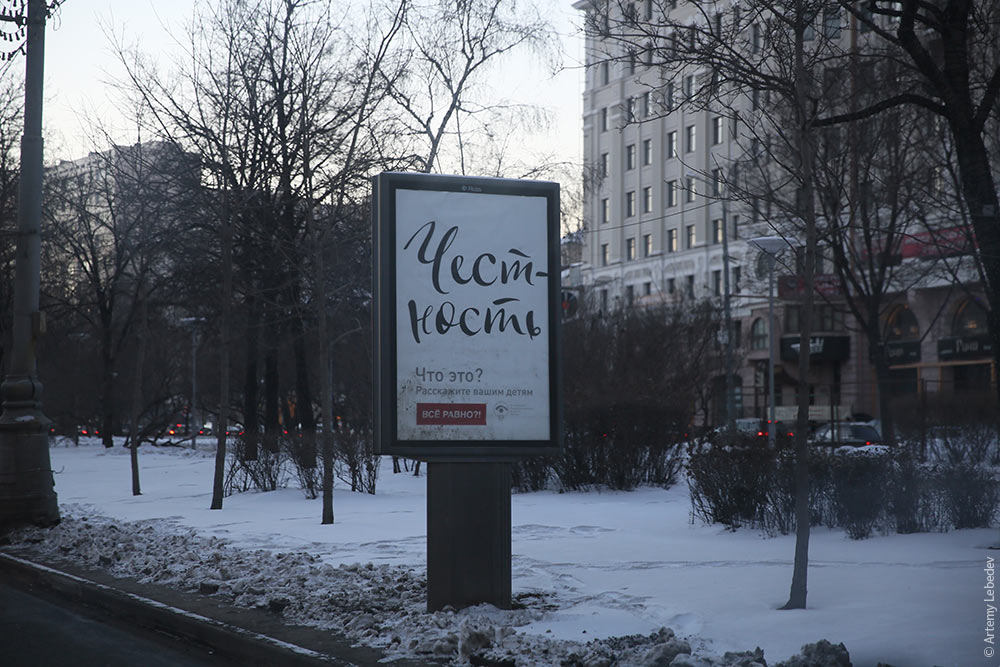 Чест-
ность
Что это?
Расскажите вашим детям
ВСЁ РАВНО?!
© Artemy Lebedev